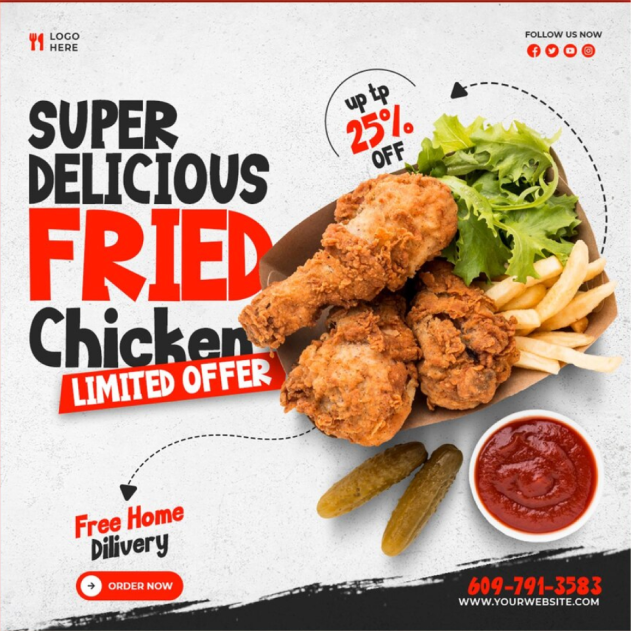 LOGO
HERE
FOLLOW US NOW
SUPER
DELICIOUS
FRIED
Chicken
LIMITED OFFER
up tp
25%
OFF
Free Home
Dilivery
ORDER NOW
609-791-3583
WWW.YOURWEBSITE.COM